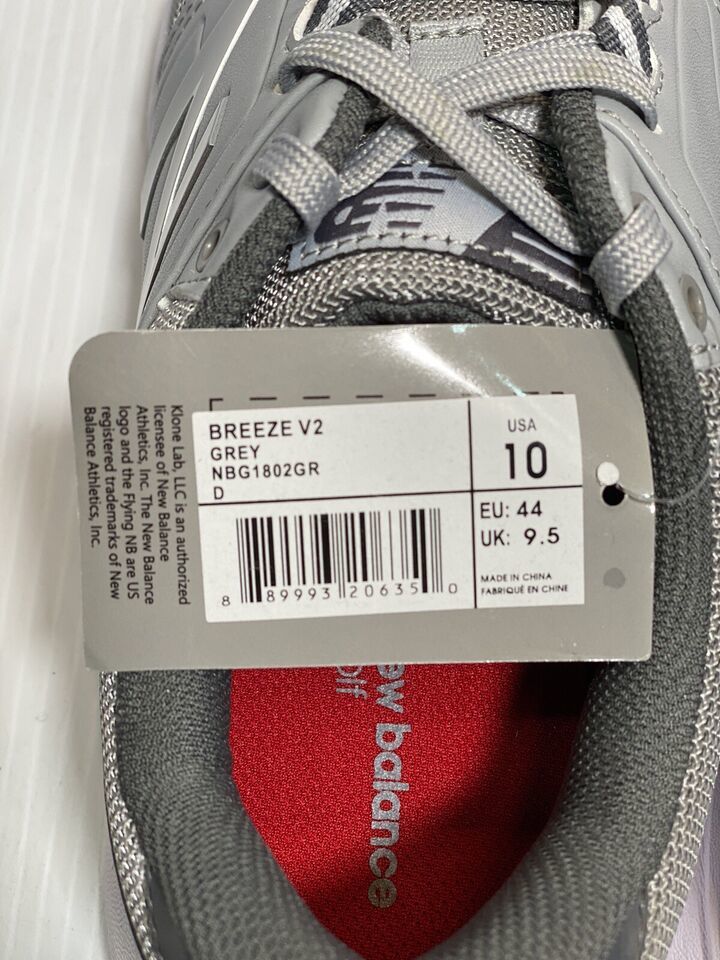 BREEZE V2
GREY
NBG1802GR
D
USA
10
EU: 44
UK: 9.5
MADE IN CHINA
FABRIQUÉ EN CHINE
8 89993 20635 0
Klone Lab, LLC is an authorized
licensee of New Balance
Athletics, Inc. The New Balance
logo and the Flying NB are US
registered trademarks of New
Balance Athletics, Inc.
ew balance
olf